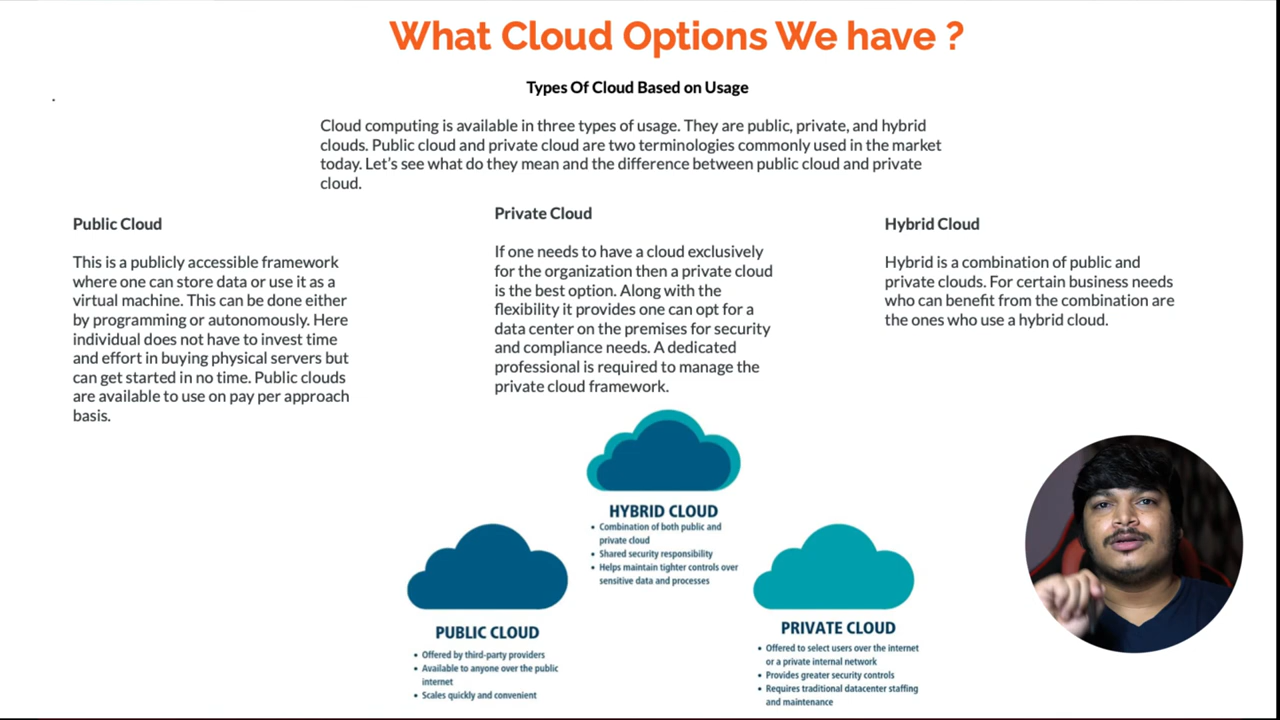 What Cloud Options We have ?
Types Of Cloud Based on Usage
Cloud computing is available in three types of usage. They are public, private, and hybrid
clouds. Public cloud and private cloud are two terminologies commonly used in the market
today. Let's see what do they mean and the difference between public cloud and private
cloud.
Public Cloud
This is a publicly accessible framework
where one can store data or use it as a
virtual machine. This can be done either
by programming or autonomously. Here
individual does not have to invest time
and effort in buying physical servers but
can get started in no time. Public clouds
are available to use on pay per approach
basis.
Private Cloud
If one needs to have a cloud exclusively
for the organization then a private cloud
is the best option. Along with the
flexibility it provides one can opt for a
data center on the premises for security
and compliance needs. A dedicated
professional is required to manage the
private cloud framework.
Hybrid Cloud
Hybrid is a combination of public and
private clouds. For certain business needs
who can benefit from the combination are
the ones who use a hybrid cloud.
HYBRID CLOUD
• Combination of both public and
private cloud
• Shared security responsibility
• Helps maintain tighter controls over
sensitive data and processes
PUBLIC CLOUD
• Offered by third-party providers
• Available to anyone over the public
internet
• Scales quickly and convenient
PRIVATE CLOUD
• Offered to select users over the internet
or a private internal network
• Provides greater security controls
• Requires traditional datacenter staffing
and maintenance